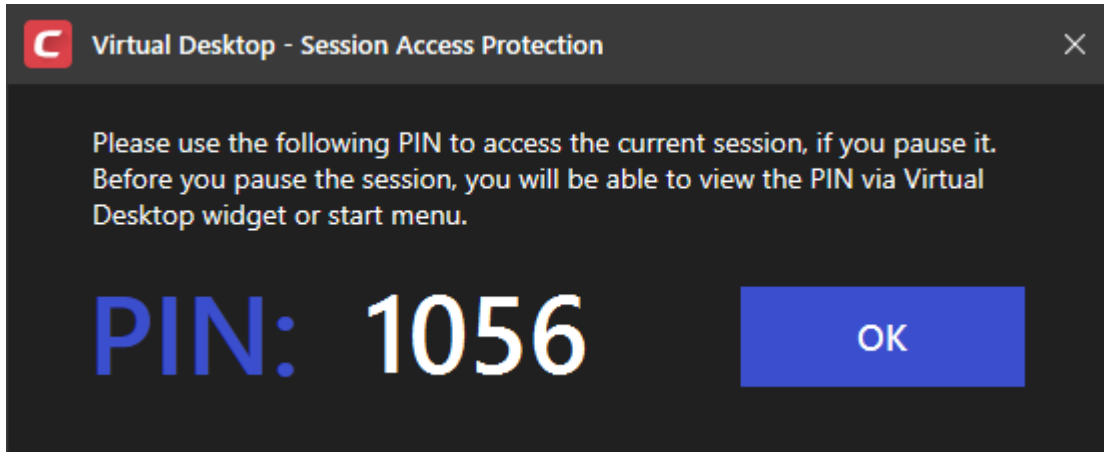 Virtual Desktop - Session Access Protection
Please use the following PIN to access the current session, if you pause it.
Before you pause the session, you will be able to view the PIN via Virtual
Desktop widget or start menu.
PIN: 1056
OK